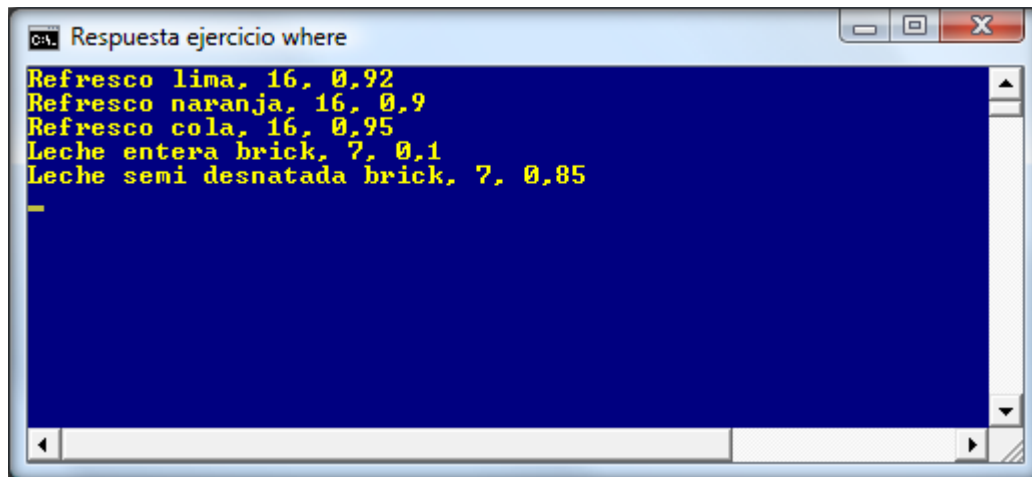 C:\.
Respuesta ejercicio where
Refresco lima, 16, 0,92
Refresco naranja, 16, 0,9
Refresco cola, 16, 0,95
Leche entera brick, 7, 0,1
Leche semi desnatada brick, 7, 0,85